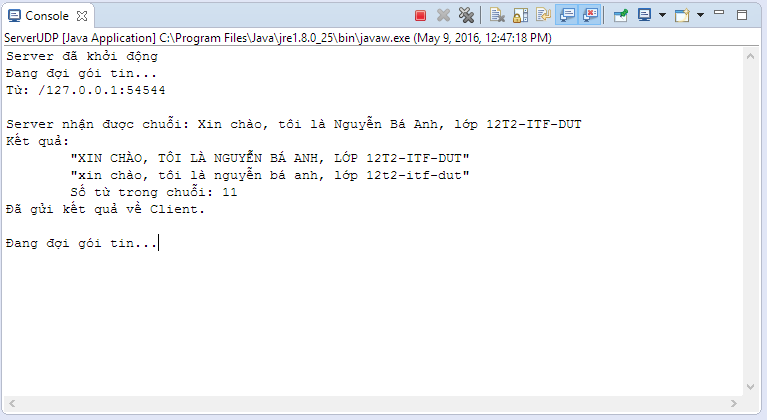 Console
ServerUDP [Java Application] C:\Program Files\Java\jre1.8.0_25\bin\javaw.exe (May 9, 2016, 12:47:18 PM)
Server đã khởi động
Đang đợi gói tin...
Từ: /127.0.0.1:54544
Server nhận được chuỗi: Xin chào, tôi là Nguyễn Bá Anh, lớp 12T2-ITF-DUT
Kết quả:
"XIN CHÀO, TÔI LÀ NGUYỄN BÁ ANH, LỚP 12T2-ITF-DUT"
"xin chào, tôi là nguyễn bá anh, lớp 12t2-itf-dut"
Số từ trong chuỗi: 11
Đã gửi kết quả về Client.
Đang đợi gói tin...